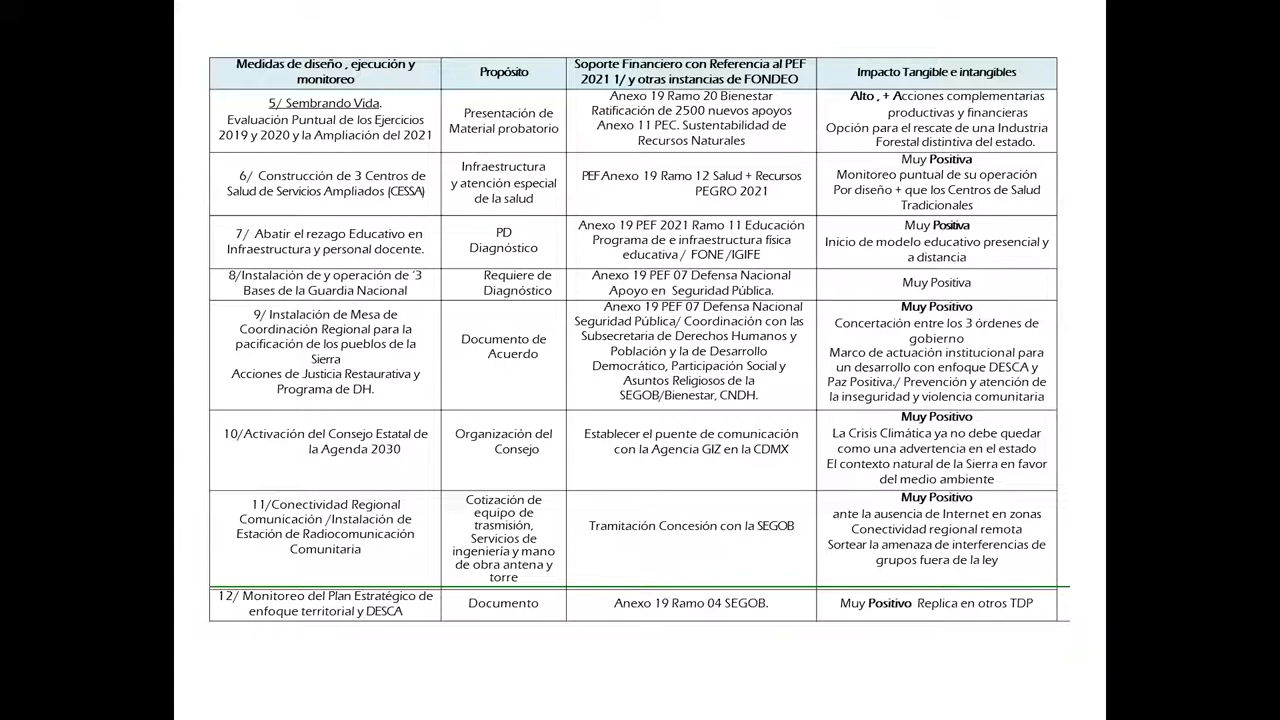 Medidas de diseño , ejecución y
monitoreo
Propósito
Soporte Financiero con Referencia al PEF
2021 1/ y otras instancias de FONDEO
Impacto Tangible e intangibles
5/ Sembrando Vida.
Evaluación Puntual de los Ejercicios
2019 y 2020 y la Ampliación del 2021
Presentación de
Material probatorio
Anexo 19 Ramo 20 Bienestar
Ratificación de 2500 nuevos apoyos
Anexo 11 PEC. Sustentabilidad de
Recursos Naturales
Alto , + Acciones complementarias
productivas y financieras
Opción para el rescate de una Industria
Forestal distintiva del estado.
6/ Construcción de 3 Centros de
Salud de Servicios Ampliados (CESSA)
Infraestructura
y atención especial
de la salud
PEF Anexo 19 Ramo 12 Salud + Recursos
PEGRO 2021
Muy Positiva
Monitoreo puntual de su operación
Por diseño + que los Centros de Salud
Tradicionales
7/ Abatir el rezago Educativo en
Infraestructura y personal docente.
PD
Diagnóstico
Anexo 19 PEF 2021 Ramo 11 Educación
Programa de e infraestructura física
educativa / FONE /IGIFE
Muy Positiva
Inicio de modelo educativo presencial y
a distancia
8/Instalación de y operación de ‘3
Bases de la Guardia Nacional
Requiere de
Diagnóstico
Anexo 19 PEF 07 Defensa Nacional
Apoyo en Seguridad Pública.
Muy Positiva
9/ Instalación de Mesa de
Coordinación Regional para la
pacificación de los pueblos de la
Sierra
Acciones de Justicia Restaurativa y
Programa de DH.
Documento de
Acuerdo
Anexo 19 PEF 07 Defensa Nacional
Seguridad Pública/ Coordinación con las
Subsecretaria de Derechos Humanos y
Población y la de Desarrollo
Democrático, Participación Social y
Asuntos Religiosos de la
SEGOB/Bienestar, CNDH.
Muy Positivo
Concertación entre los 3 órdenes de
gobierno
Marco de actuación institucional para
un desarrollo con enfoque DESCA y
Paz Positiva./ Prevención y atención de
la inseguridad y violencia comunitaria
10/Activación del Consejo Estatal de
la Agenda 2030
Organización del
Consejo
Establecer el puente de comunicación
con la Agencia GIZ en la CDMX
Muy Positivo
La Crisis Climática ya no debe quedar
como una advertencia en el estado
El contexto natural de la Sierra en favor
del medio ambiente
11/Conectividad Regional
Comunicación /Instalación de
Estación de Radiocomunicación
Comunitaria
Cotización de
equipo de
trasmisión,
Servicios de
ingeniería y mano
de obra antena y
torre
Tramitación Concesión con la SEGOB
Muy Positivo
ante la ausencia de Internet en zonas
Conectividad regional remota
Sortear la amenaza de interferencias de
grupos fuera de la ley
12/ Monitoreo del Plan Estratégico de
enfoque territorial y DESCA
Documento
Anexo 19 Ramo 04 SEGOB.
Muy Positivo Replica en otros TDP